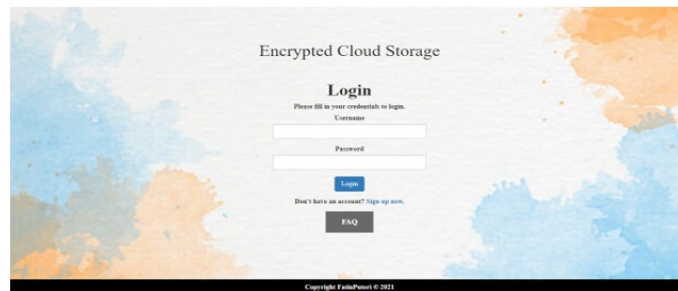 Encrypted Cloud Storage
Login
Please fill in your credentials to login.
Username
Password
Login
Don't have an account? Sign up now.
FAQ
Copyright FatinPuteri © 2021